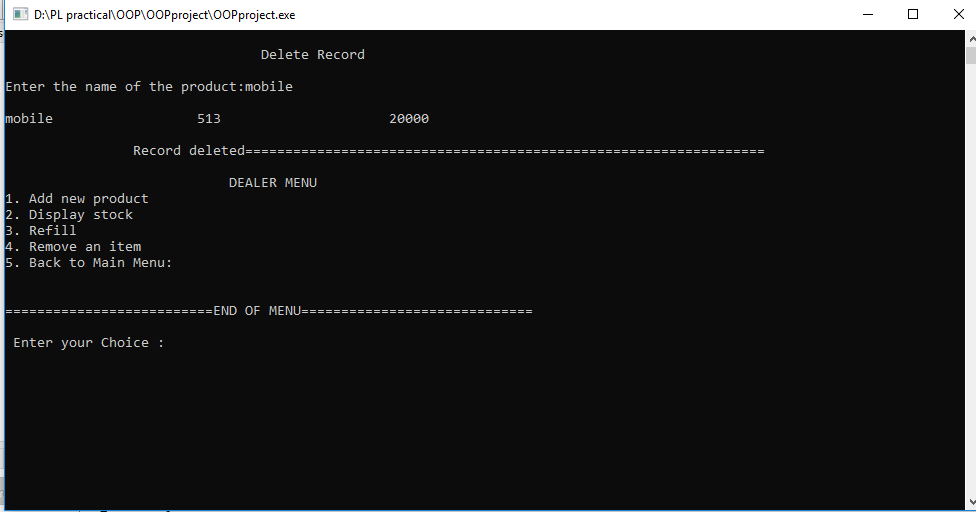 D:\PL practical\OOP\OOPproject\OOPproject.exe
Delete Record
Enter the name of the product:mobile
mobile 513 20000
Record deleted=================================================================
DEALER MENU
1. Add new product
2. Display stock
3. Refill
4. Remove an item
5. Back to Main Menu:
==========================END OF MENU=============================
Enter your Choice :